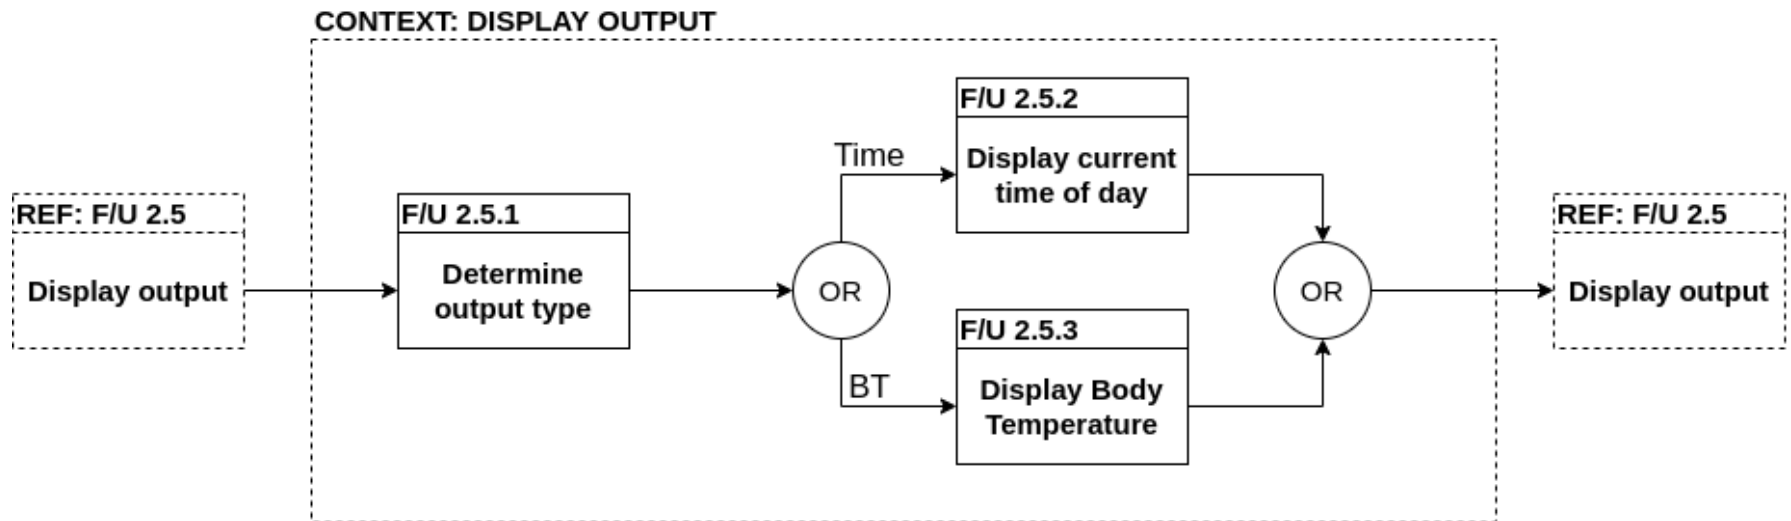 CONTEXT: DISPLAY OUTPUT
REF: F/U 2.5
Display output
F/U 2.5.1
Determine
output type
OR
Time
F/U 2.5.2
Display current
time of day
BT
F/U 2.5.3
Display Body
Temperature
OR
REF: F/U 2.5
Display output